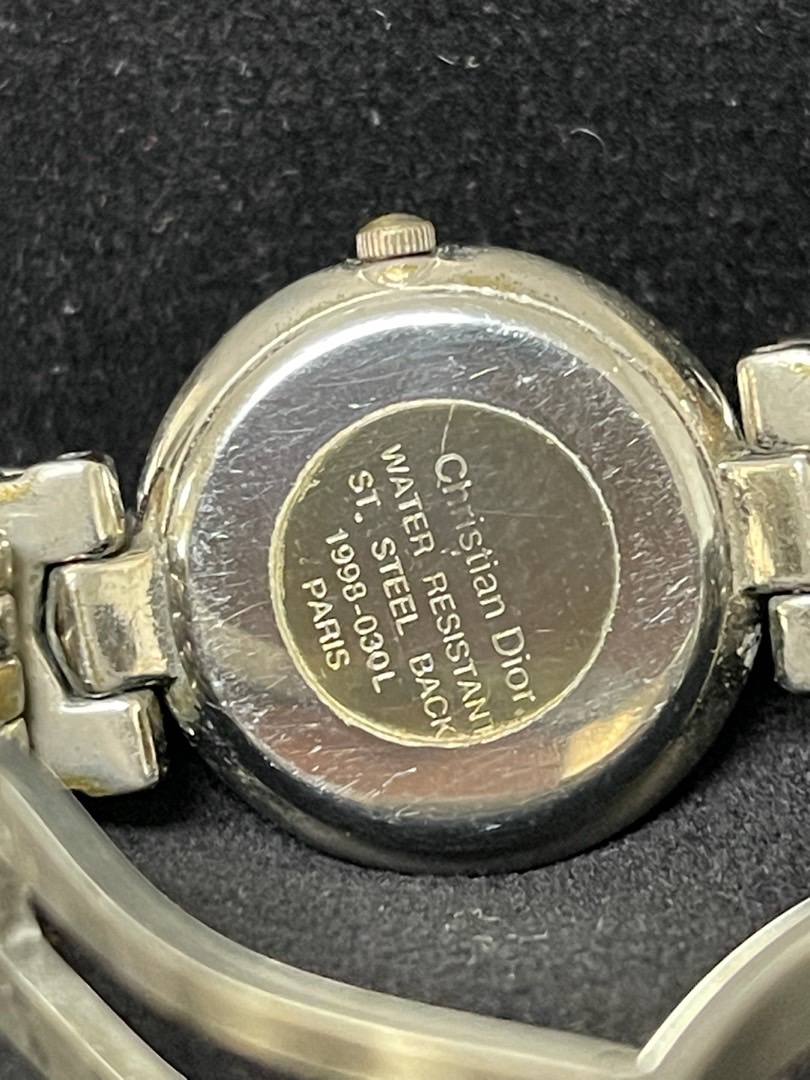 Christian Dior
WATER RESISTANT
ST. STEEL BACK
1998-030L
PARIS